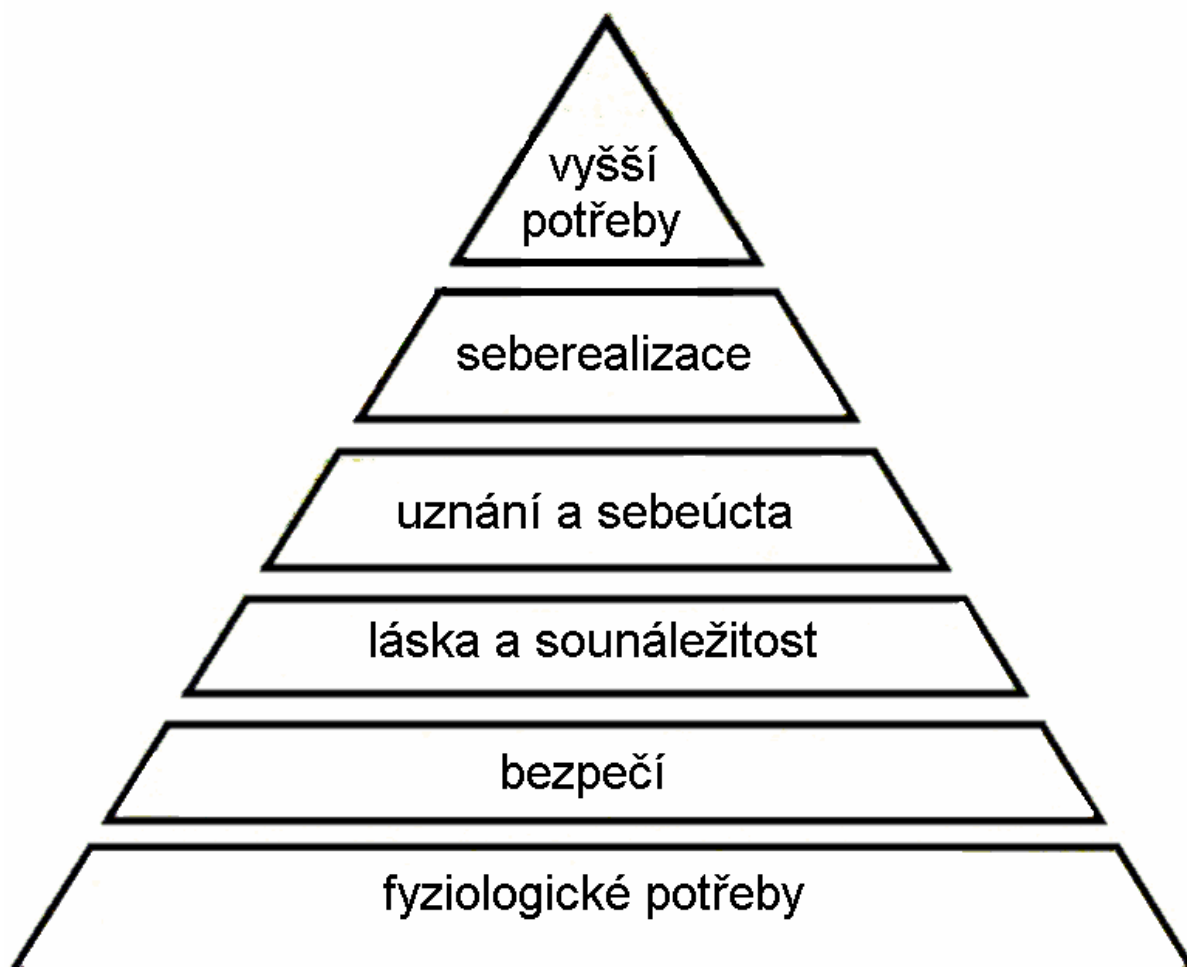 vyšší
potřeby
seberealizace
uznání a sebeúcta
láska a sounáležitost
bezpečí
fyziologické potřeby